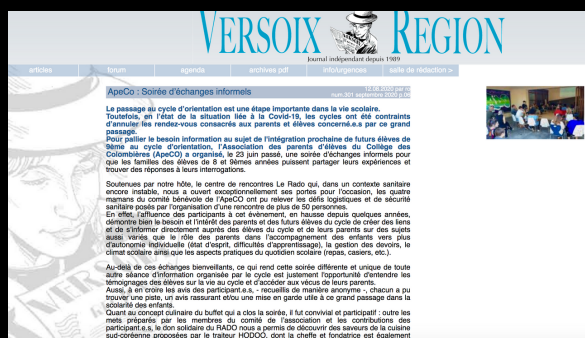 VERSOIX REGION
Journal indépendant depuis 1989
articles forum agenda archives pdf info/urgences salle de rédaction >
ApeCo : Soirée d'échanges informels
12.08.2020 par
num.301 septembre 2020 p.
Le passage au cycle d'orientation est une étape importante dans la vie scolaire.
Toutefois, en l'état de la situation liée à la Covid-19, les cycles ont été contraints
d'annuler les rendez-vous consacrés aux parents et élèves concerné.e.s par ce grand
passage.
Pour pallier le besoin information au sujet de l'intégration prochaine de futurs élèves de
9ème au cycle d'orientation, l'Association des parents d'élèves du Collège des
Colombières (ApeCO) a organisé, le 23 juin passé, une soirée d'échanges informels pour
que les familles des élèves de 8 et 9èmes années puissent partager leurs expériences et
trouver des réponses à leurs interrogations.
Soutenues par notre hôte, le centre de rencontres Le Rado qui, dans un contexte sanitaire
encore instable, nous a ouvert exceptionnellement ses portes pour l'occasion, les quatre
mamans du comité bénévole de l'ApeCO ont pu relever les défis logistiques et de sécurité
sanitaire posés par l'organisation d'une rencontre de plus de 50 personnes.
En effet, l'affluence des participants à cet évènement, en hausse depuis quelques années,
démontre bien le besoin et l'intérêt des parents et des futurs élèves du cycle de créer des liens
et de s'informer directement auprès des élèves du cycle et de leurs parents sur des sujets
aussi variés que le rôle des parents dans l'accompagnement des enfants vers plus
d'autonomie individuelle (état d'esprit, difficultés d'apprentissage), la gestion des devoirs, le
climat scolaire ainsi que les aspects pratiques du quotidien scolaire (repas, casiers, etc.).
Au-delà de ces échanges bienveillants, ce qui rend cette soirée différente et unique de toute
autre séance d'information organisée par le cycle est justement l'opportunité d'entendre les
témoignages des élèves sur la vie au cycle et d'accéder aux vécus de leurs parents.
Aussi, à en croire les avis des participant.e.s, - recueillis de manière anonyme -, chacun a pu
trouver une piste, un avis rassurant et/ou une mise en garde utile à ce grand passage dans la
scolarité des enfants.
Quant au concept culinaire du buffet qui a clos la soirée, il fut convivial et participatif : outre les
mets préparés par les membres du comité de l'association et les contributions des
participant.e.s, le don solidaire du RADO nous a permis de découvrir des saveurs de la cuisine
sud-coréenne proposées par le traiteur HODOO, dont la cheffe et fondatrice est également